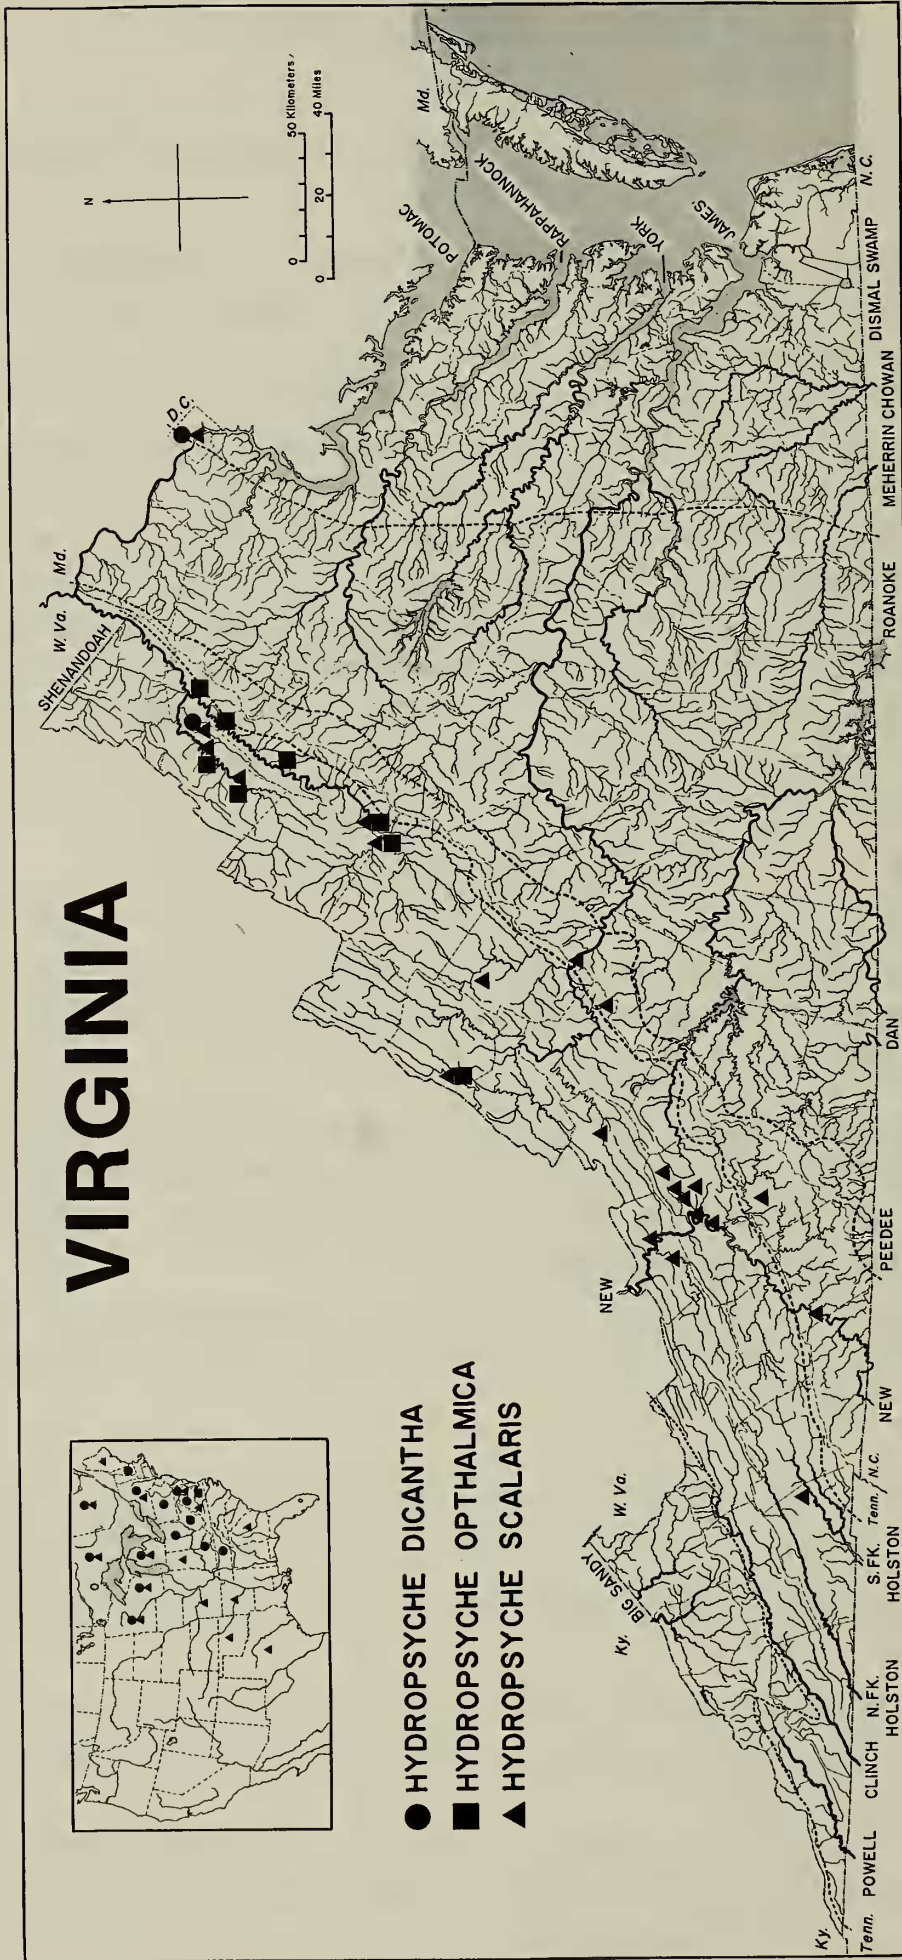 VIRGINIA
● HYDROPSYCHE DICANTHA
■ HYDROPSYCHE OPTHALMICA
▲ HYDROPSYCHE SCALARIS
N
0 50 Kilometers
0 20 40 Miles
W. Va.
Md.
SHENANDOAH
D.C.
Md.
POTOMAC
RAPPAHANNOCK
YORK
JAMES
NEW
W. Va.
BIG SANDY
Ky.
Ky.
Tenn.
POWELL
CLINCH
N. FK.
HOLSTON
S. FK.
HOLSTON
Tenn.
N.C.
NEW
PEEDEE
DAN
ROANOKE
MEHERRIN
CHOWAN
DISMAL SWAMP
N.C.